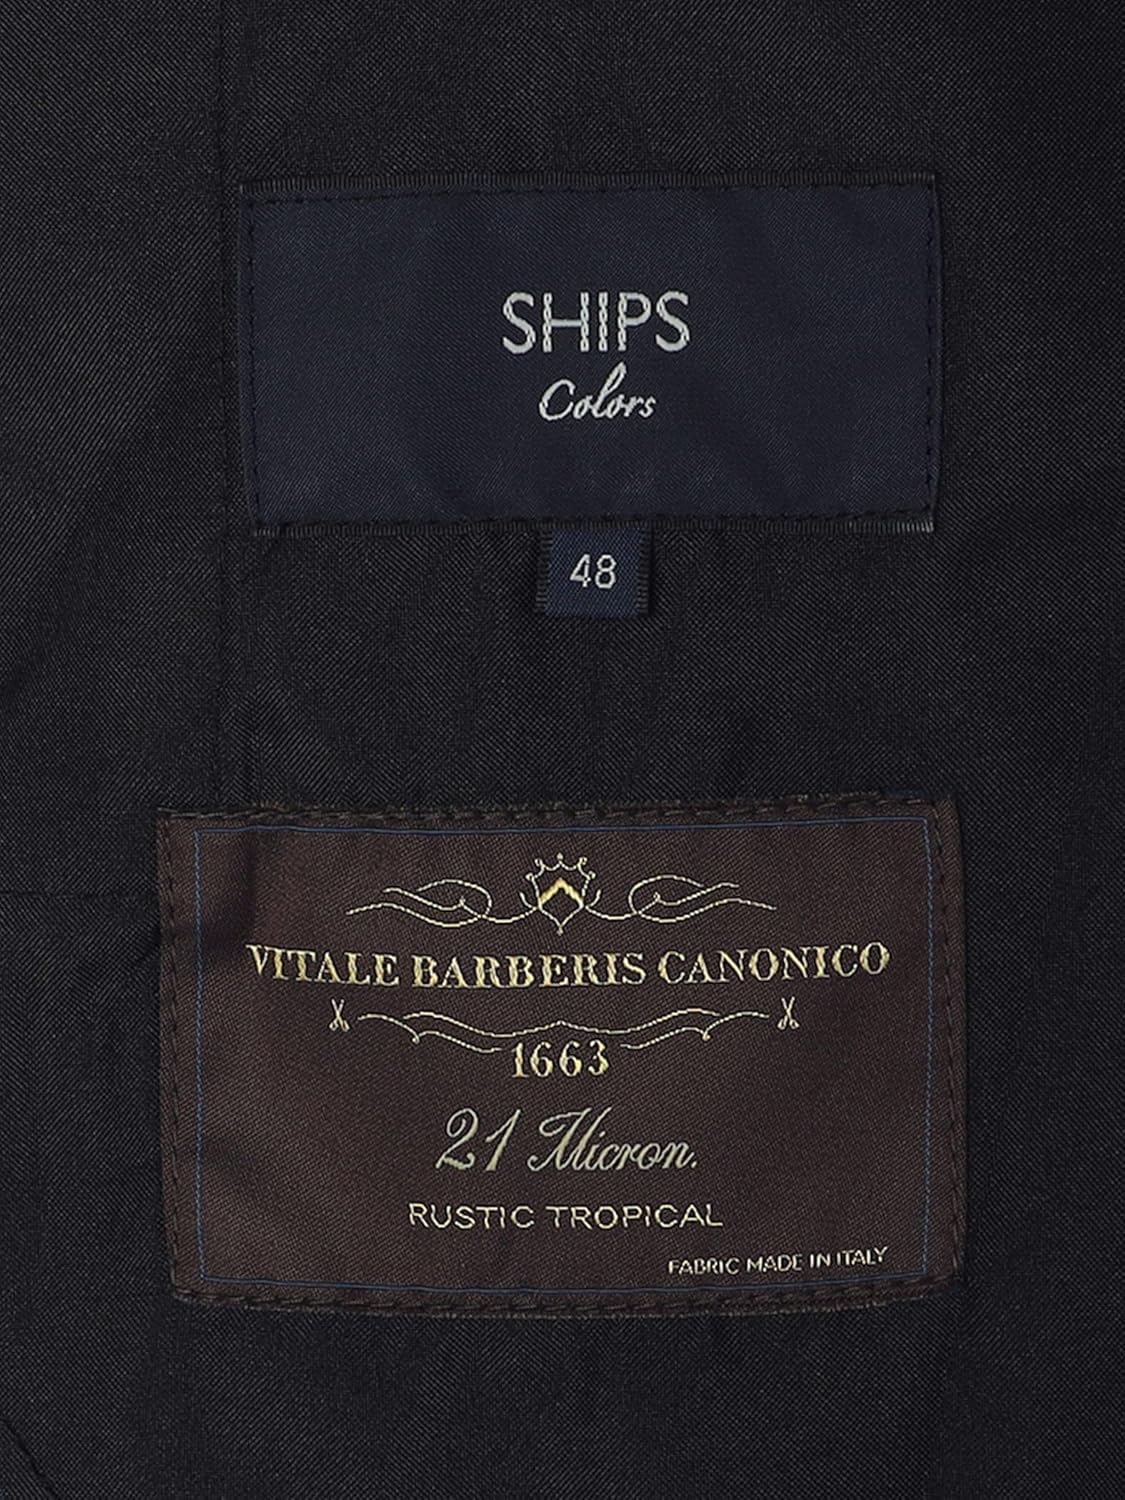 SHIPS
Colors
48
VITALE BARBERIS CANONICO
1663
21 Micron.
RUSTIC TROPICAL
FABRIC MADE IN ITALY